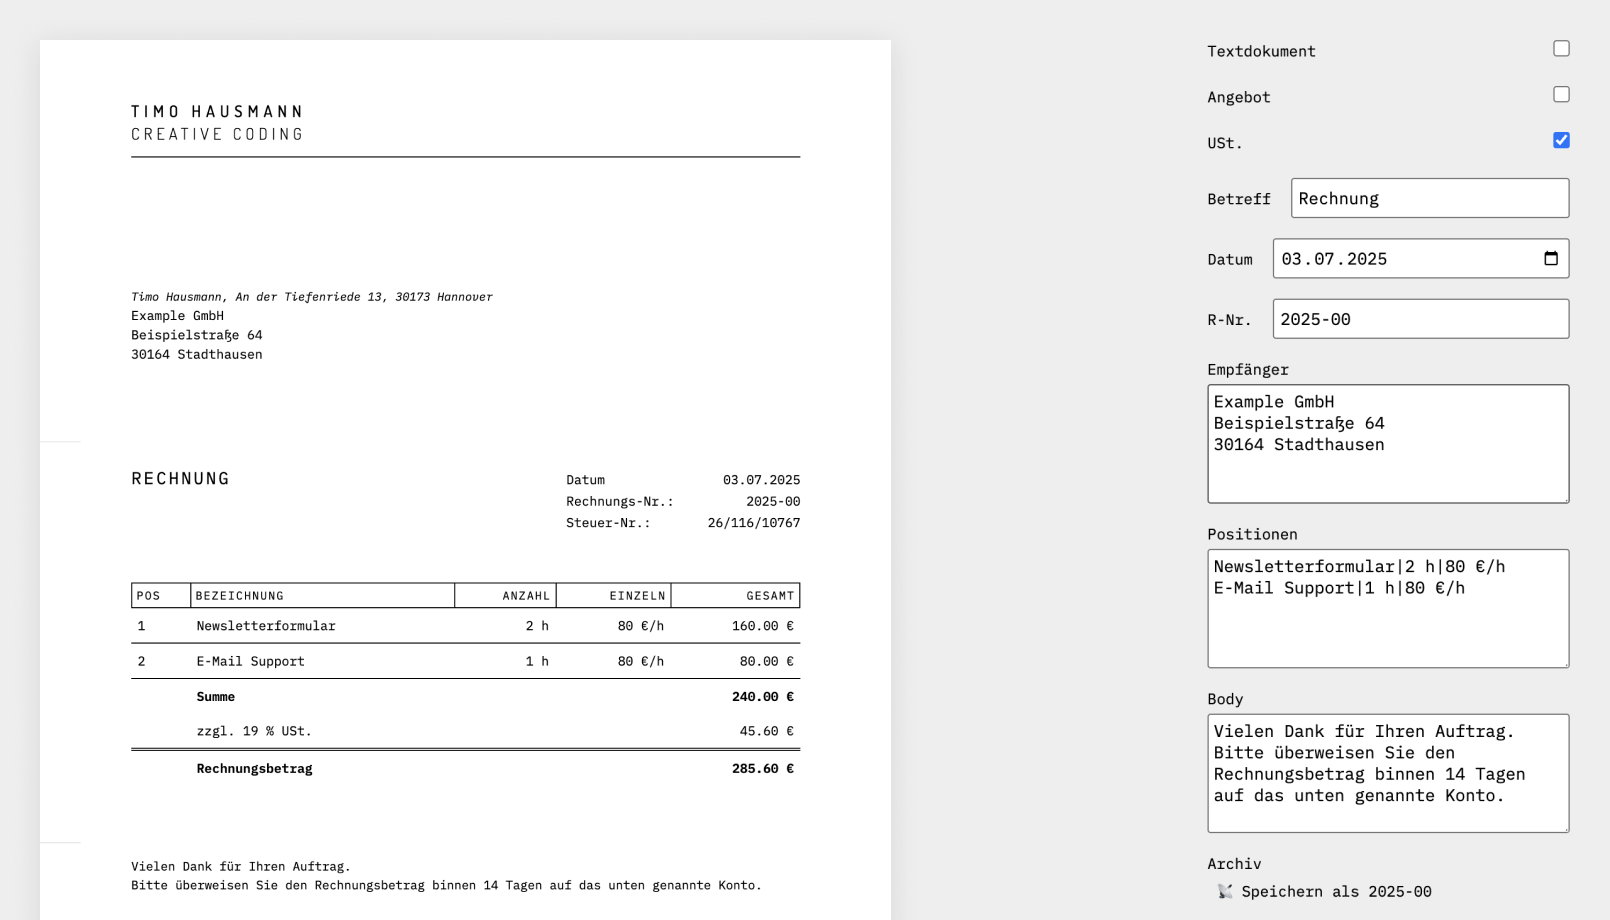 TIMO HAUSMANN
CREATIVE CODING
Timo Hausmann, An der Tiefenriede 13, 30173 Hannover
Example GmbH
Beispielstraße 64
30164 Stadthausen
RECHNUNG
Datum 03.07.2025
Rechnungs-Nr.: 2025-00
Steuer-Nr.: 26/116/10767
POS BEZEICHNUNG ANZAHL EINZELN GESAMT
1 Newsletterformular 2 h 80 €/h 160.00 €
2 E-Mail Support 1 h 80 €/h 80.00 €
Summe 240.00 €
zzgl. 19 % USt. 45.60 €
Rechnungsbetrag 285.60 €
Vielen Dank für Ihren Auftrag.
Bitte überweisen Sie den Rechnungsbetrag binnen 14 Tagen auf das unten genannte Konto.
Textdokument
Angebot
USt.
Betreff Rechnung
Datum 03.07.2025
R-Nr. 2025-00
Empfänger
Example GmbH
Beispielstraße 64
30164 Stadthausen
Positionen
Newsletterformular|2 h|80 €/h
E-Mail Support|1 h|80 €/h
Body
Vielen Dank für Ihren Auftrag.
Bitte überweisen Sie den
Rechnungsbetrag binnen 14 Tagen
auf das unten genannte Konto.
Archiv
Speichern als 2025-00